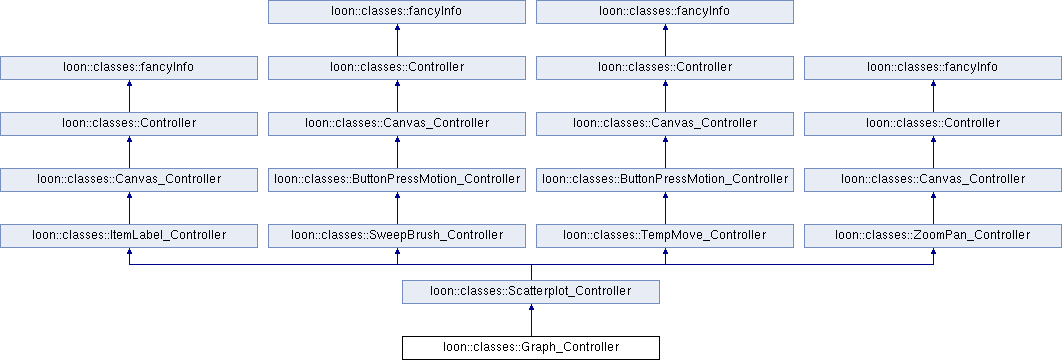 loon::classes::fancyInfo
loon::classes::fancyInfo
loon::classes::fancyInfo
loon::classes::Controller
loon::classes::Controller
loon::classes::fancyInfo
loon::classes::Controller
loon::classes::Canvas_Controller
loon::classes::Canvas_Controller
loon::classes::Controller
loon::classes::Canvas_Controller
loon::classes::ButtonPressMotion_Controller
loon::classes::ButtonPressMotion_Controller
loon::classes::Canvas_Controller
loon::classes::ItemLabel_Controller
loon::classes::SweepBrush_Controller
loon::classes::TempMove_Controller
loon::classes::ZoomPan_Controller
loon::classes::Scatterplot_Controller
loon::classes::Graph_Controller